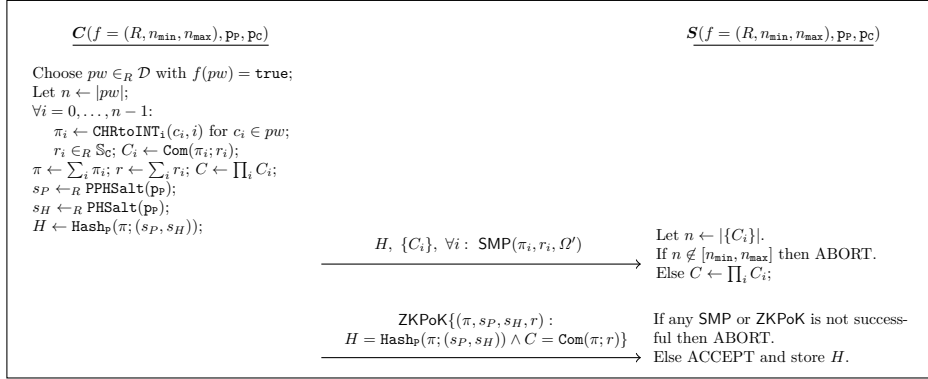 C(f = (R, n_min, n_max), p_P, p_C)
S(f = (R, n_min, n_max), p_P, p_C)
Choose pw ∈_R 𝒟 with f(pw) = true;
Let n ← |pw|;
∀i = 0, . . . , n − 1:
π_i ← CHRtoINT_i(c_i, i) for c_i ∈ pw;
r_i ∈_R 𝕊_C; C_i ← Com(π_i; r_i);
π ← ∑_i π_i; r ← ∑_i r_i; C ← ∏_i C_i;
s_P ←_R PPHSalt(p_P);
s_H ←_R PHSalt(p_P);
H ← Hash_P(π; (s_P, s_H));
H, {C_i}, ∀i : SMP(π_i, r_i, Ω′)
Let n ← |{C_i}|.
If n ∉ [n_min, n_max] then ABORT.
Else C ← ∏_i C_i;
ZKPoK{(π, s_P, s_H, r) :
H = Hash_P(π; (s_P, s_H)) ∧ C = Com(π; r)}
If any SMP or ZKPoK is not success-
ful then ABORT.
Else ACCEPT and store H.